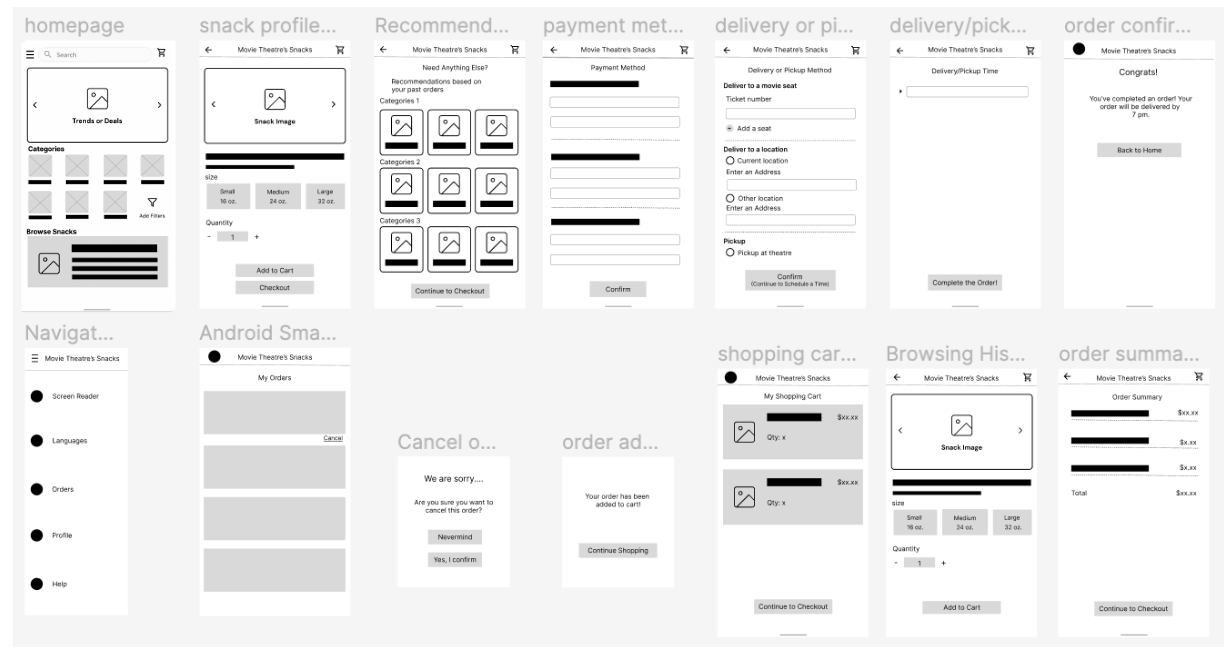 homepage
Search
Trends or Deals
Categories
Add Filters
Browse Snacks
snack profile...
Movie Theatre's Snacks
Snack Image
size
Small
16 oz.
Medium
24 oz.
Large
32 oz.
Quantity
- 1 +
Add to Cart
Checkout
Recommend...
Movie Theatre's Snacks
Need Anything Else?
Recommendations based on
your past orders
Categories 1
Categories 2
Categories 3
Continue to Checkout
payment met...
Movie Theatre's Snacks
Payment Method
Confirm
delivery or pi...
Movie Theatre's Snacks
Delivery or Pickup Method
Deliver to a movie seat
Ticket number
+ Add a seat
Deliver to a location
Current location
Enter an Address
Other location
Enter an Address
Pickup
Pickup at theatre
Confirm
(Continue to Schedule a Time)
delivery/pick...
Movie Theatre's Snacks
Delivery/Pickup Time
Complete the Order!
order confir...
Movie Theatre's Snacks
Congrats!
You've completed an order! Your
order will be delivered by
7 pm.
Back to Home
Navigat...
Movie Theatre's Snacks
Screen Reader
Languages
Orders
Profile
Help
Android Sma...
Movie Theatre's Snacks
My Orders
Cancel
Cancel o...
We are sorry....
Are you sure you want to
cancel this order?
Nevermind
Yes, I confirm
order ad...
Your order has been
added to cart!
Continue Shopping
shopping car...
Movie Theatre's Snacks
My Shopping Cart
$xx.xx
Qty: x
$xx.xx
Qty: x
Continue to Checkout
Browsing His...
Movie Theatre's Snacks
Snack Image
size
Small
16 oz.
Medium
24 oz.
Large
32 oz.
Quantity
- 1 +
Add to Cart
order summa...
Movie Theatre's Snacks
Order Summary
$xx.xx
$x.xx
$x.xx
Total $xx.xx
Continue to Checkout